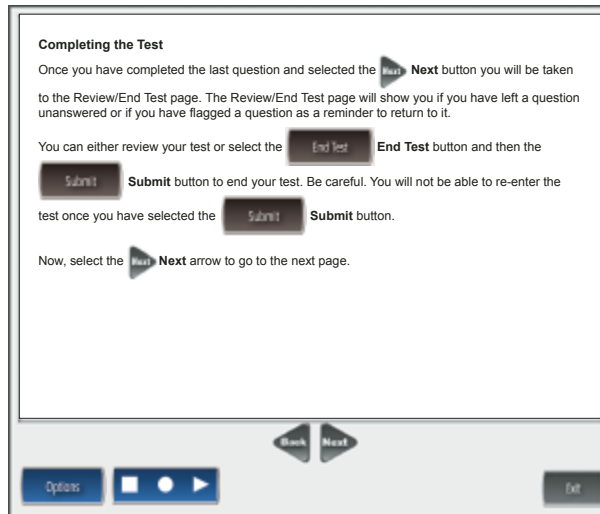 Completing the Test
Once you have completed the last question and selected the Next Next button you will be taken
to the Review/End Test page. The Review/End Test page will show you if you have left a question
unanswered or if you have flagged a question as a reminder to return to it.
You can either review your test or select the End Test End Test button and then the
Submit Submit button to end your test. Be careful. You will not be able to re-enter the
test once you have selected the Submit Submit button.
Now, select the Next Next arrow to go to the next page.
Back Next
Options Exit